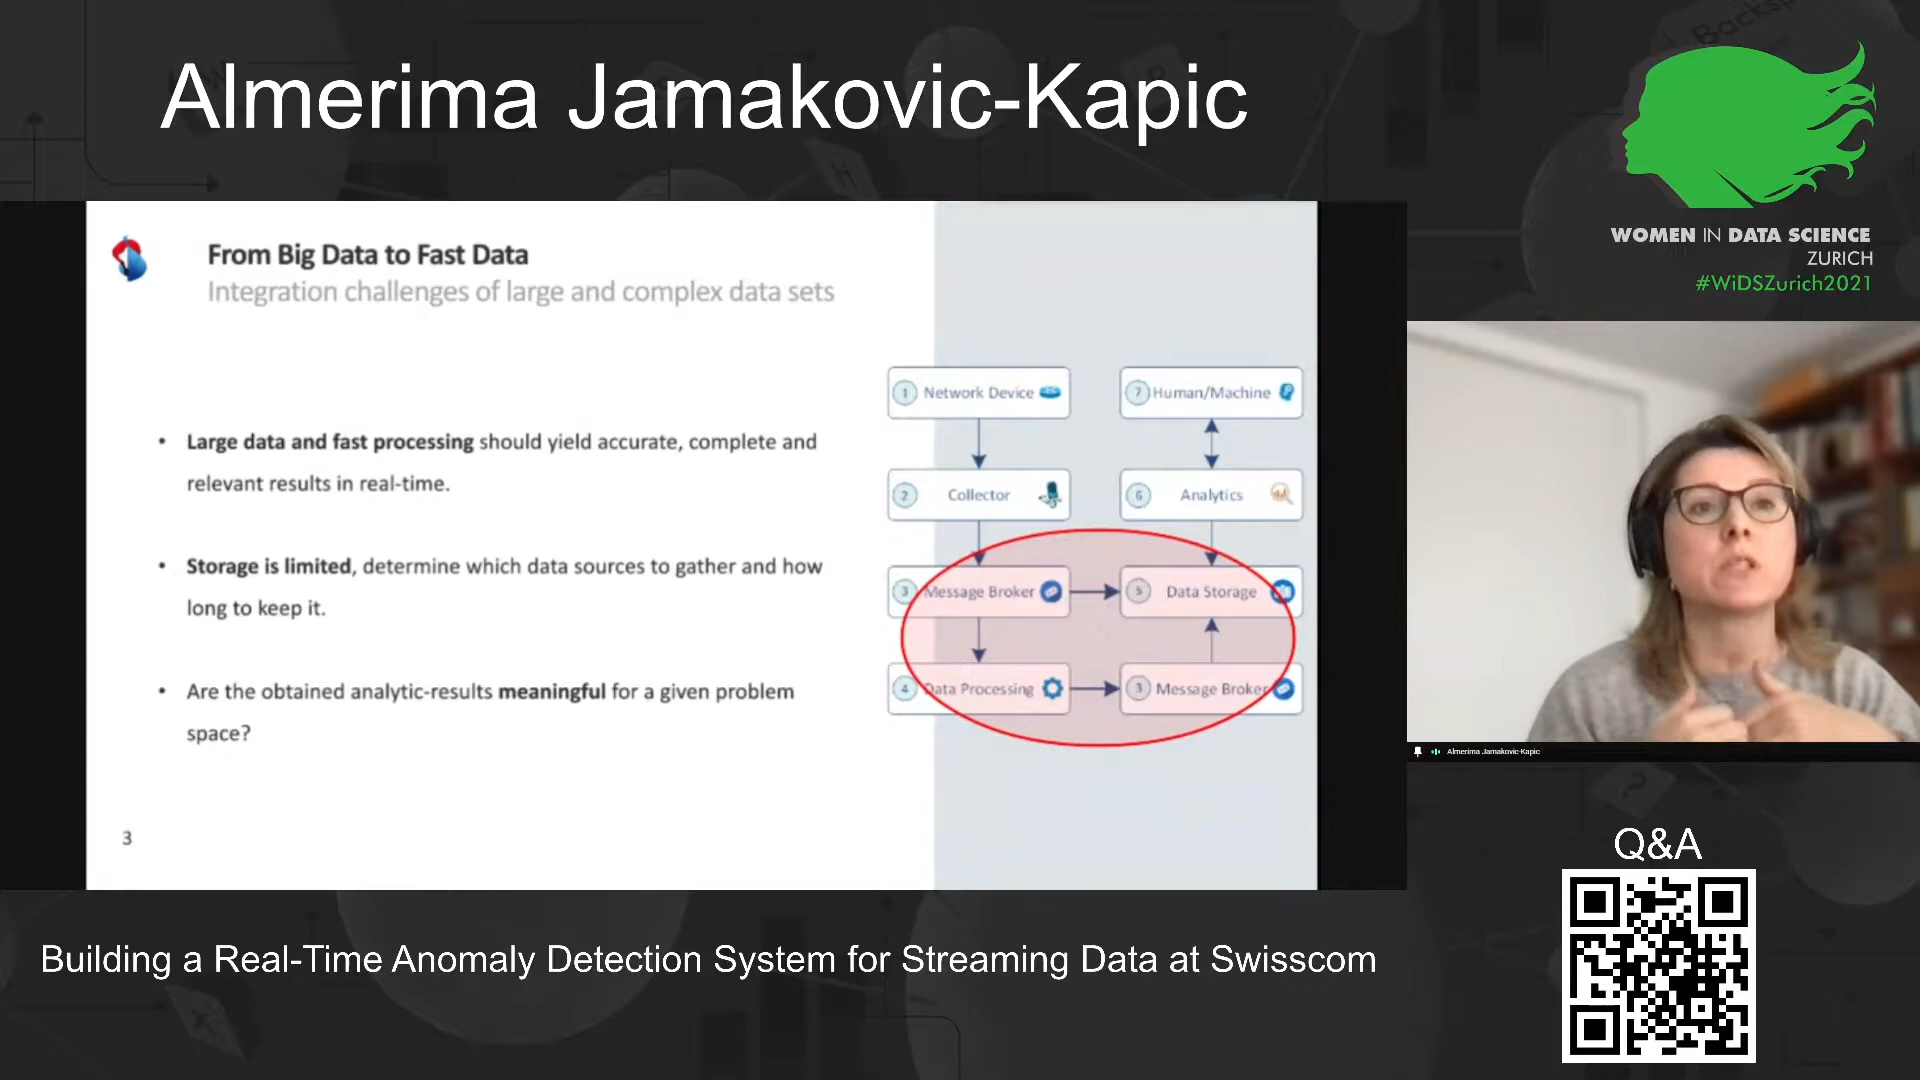 Almerima Jamakovic-Kapic
WOMEN IN DATA SCIENCE
ZURICH
#WiDSZurich2021
From Big Data to Fast Data
Integration challenges of large and complex data sets
• Large data and fast processing should yield accurate, complete and
relevant results in real-time.
• Storage is limited, determine which data sources to gather and how
long to keep it.
• Are the obtained analytic-results meaningful for a given problem
space?
1 Network Device
7 Human/Machine
2 Collector
6 Analytics
3 Message Broker
5 Data Storage
4 Data Processing
3 Message Broker
3
Almerima Jamakovic-Kapic
Q&A
Building a Real-Time Anomaly Detection System for Streaming Data at Swisscom